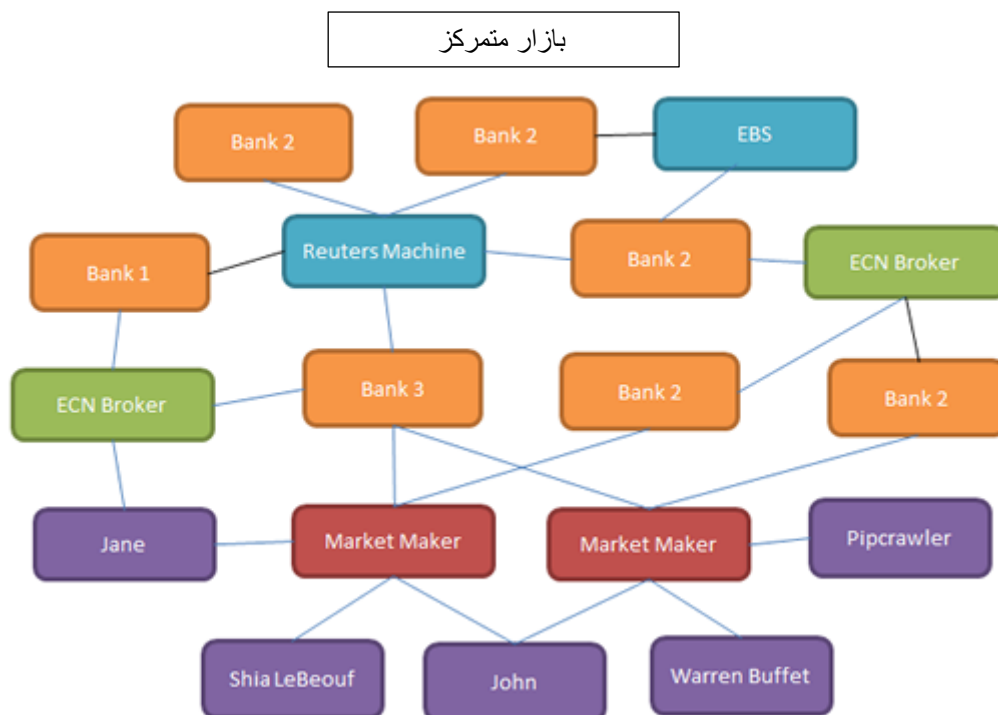 بازار متمرکز
Bank 2
Bank 2
EBS
Bank 1
Reuters Machine
Bank 2
ECN Broker
ECN Broker
Bank 3
Bank 2
Bank 2
Jane
Market Maker
Market Maker
Pipcrawler
Shia LeBeouf
John
Warren Buffet